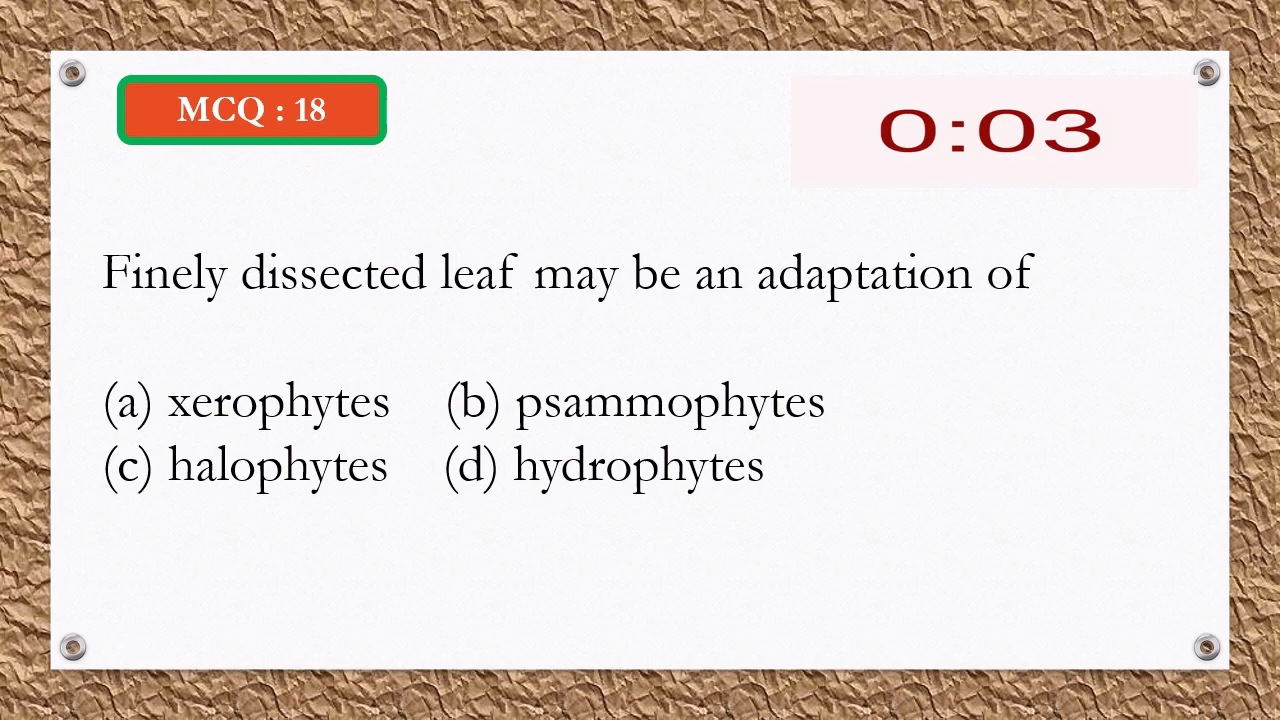 MCQ : 18
0:03
Finely dissected leaf may be an adaptation of
(a) xerophytes (b) psammophytes
(c) halophytes (d) hydrophytes